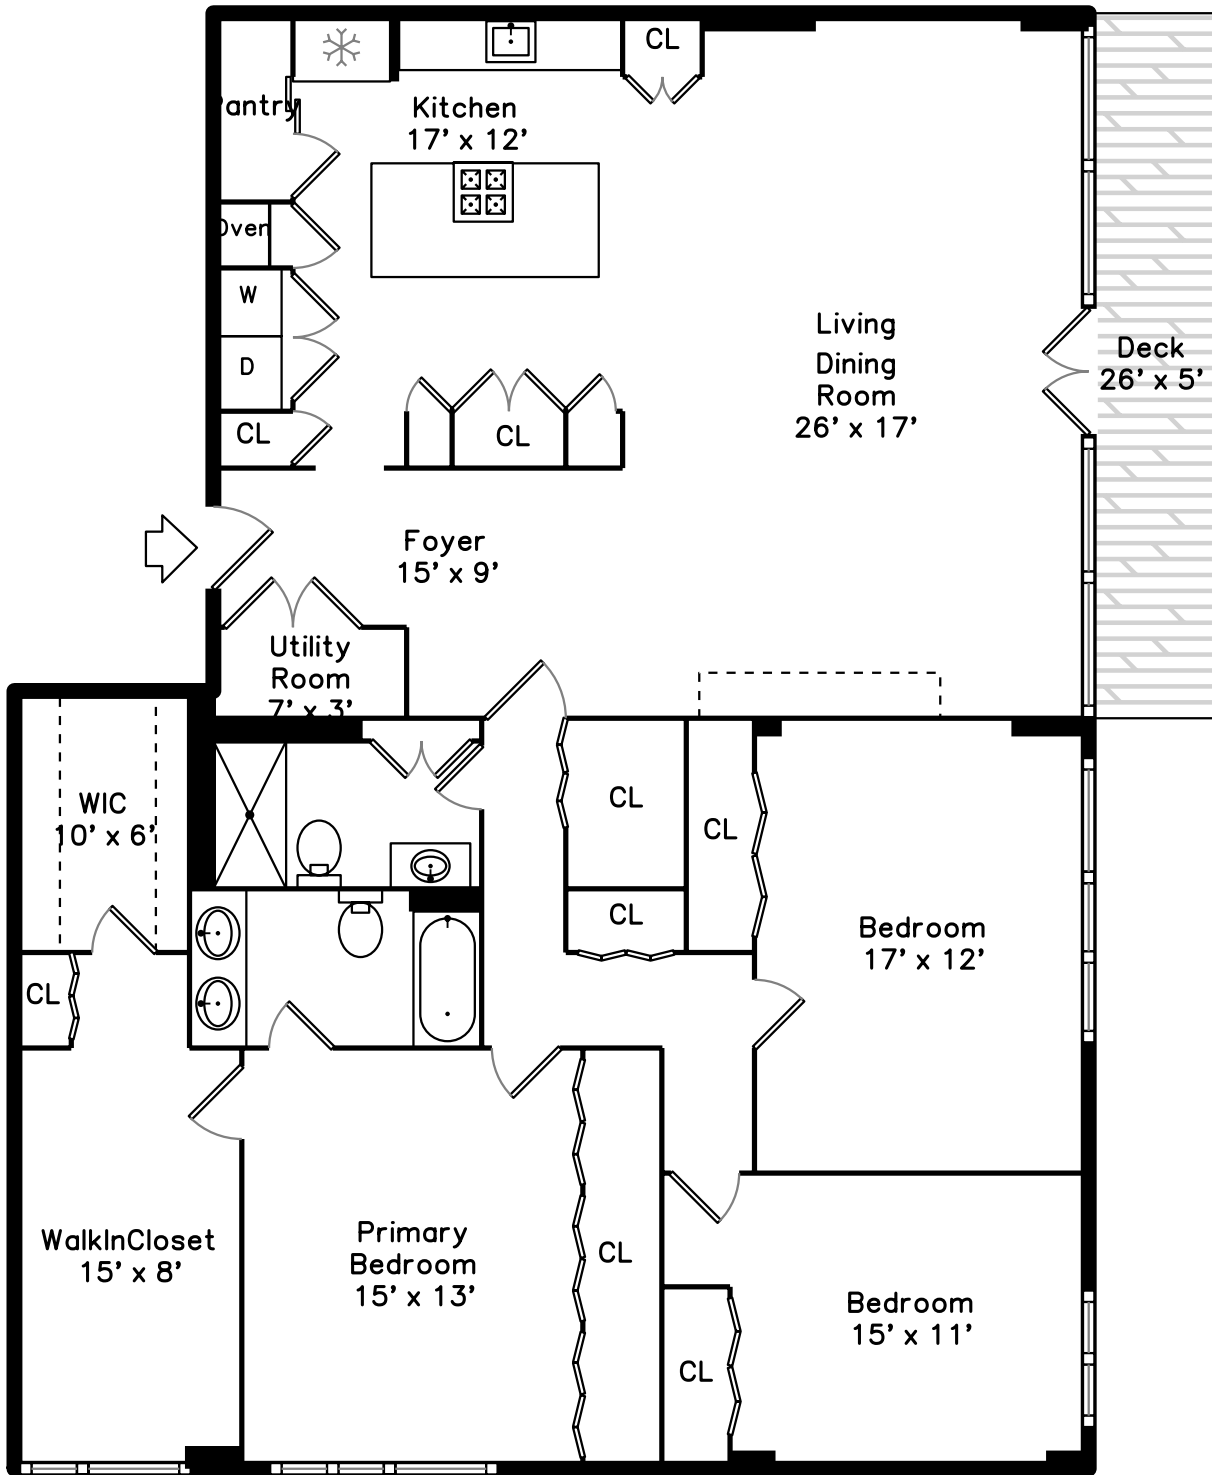 CL
Pantry
Kitchen
17' x 12'
Oven
W
D
CL
CL
Living
Dining
Room
26' x 17'
Deck
26' x 5'
Foyer
15' x 9'
Utility
Room
7' x 3'
WIC
10' x 6'
CL
CL
CL
Bedroom
17' x 12'
CL
WalkInCloset
15' x 8'
Primary
Bedroom
15' x 13'
CL
Bedroom
15' x 11'
CL